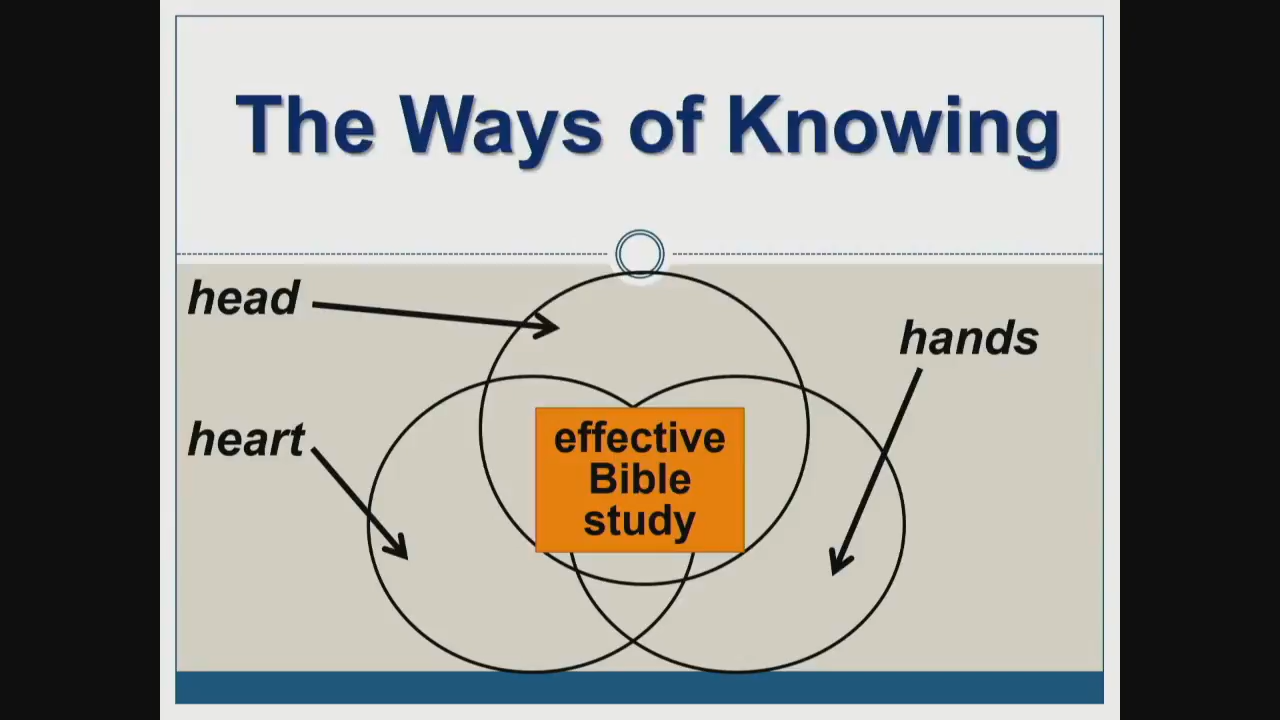 The Ways of Knowing
head
hands
heart
effective
Bible
study